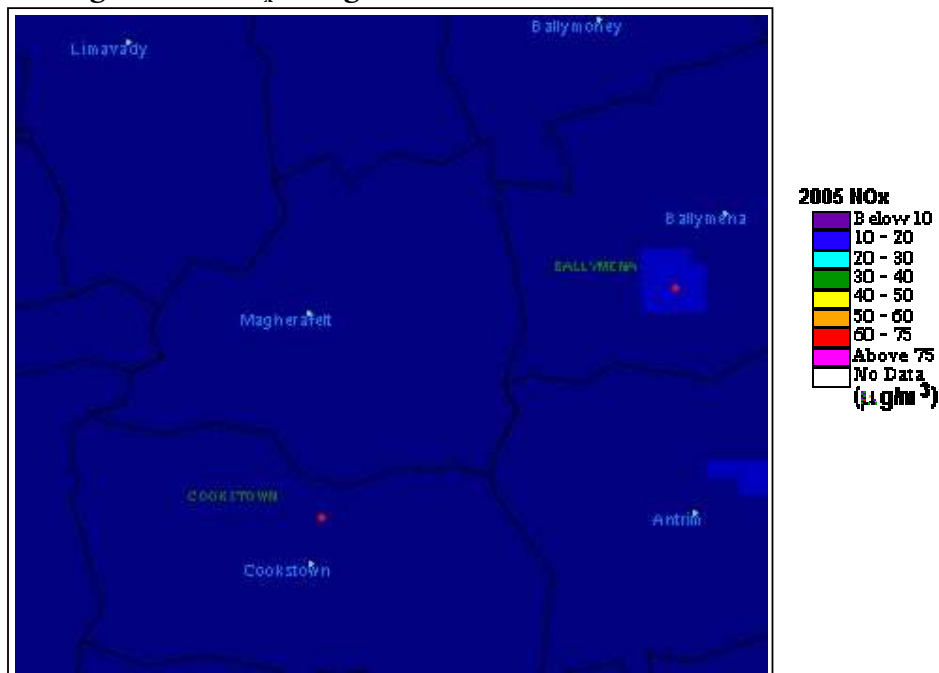 Limavady
Ballymoney
Ballymena
BALLYMENA
Magherafelt
COOKSTOWN
Antrim
Cookstown
2005 NOx
Below 10
10 - 20
20 - 30
30 - 40
40 - 50
50 - 60
60 - 75
Above 75
No Data
(µg/m³)